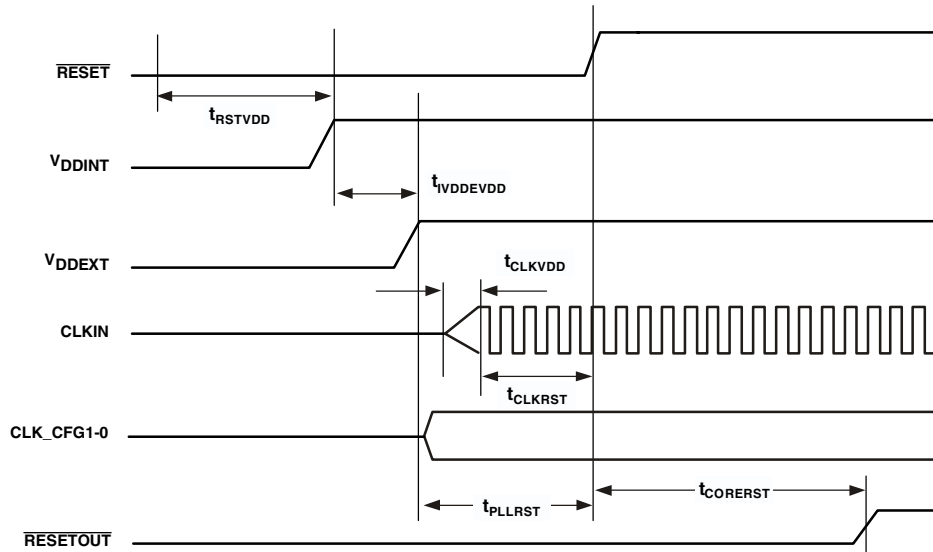 RESET
tRSTVDD
VDDINT
tIVDDEVDD
VDDEXT
tCLKVDD
CLKIN
tCLKRST
CLK_CFG1-0
tPLLRST
tCORERST
RESETOUT